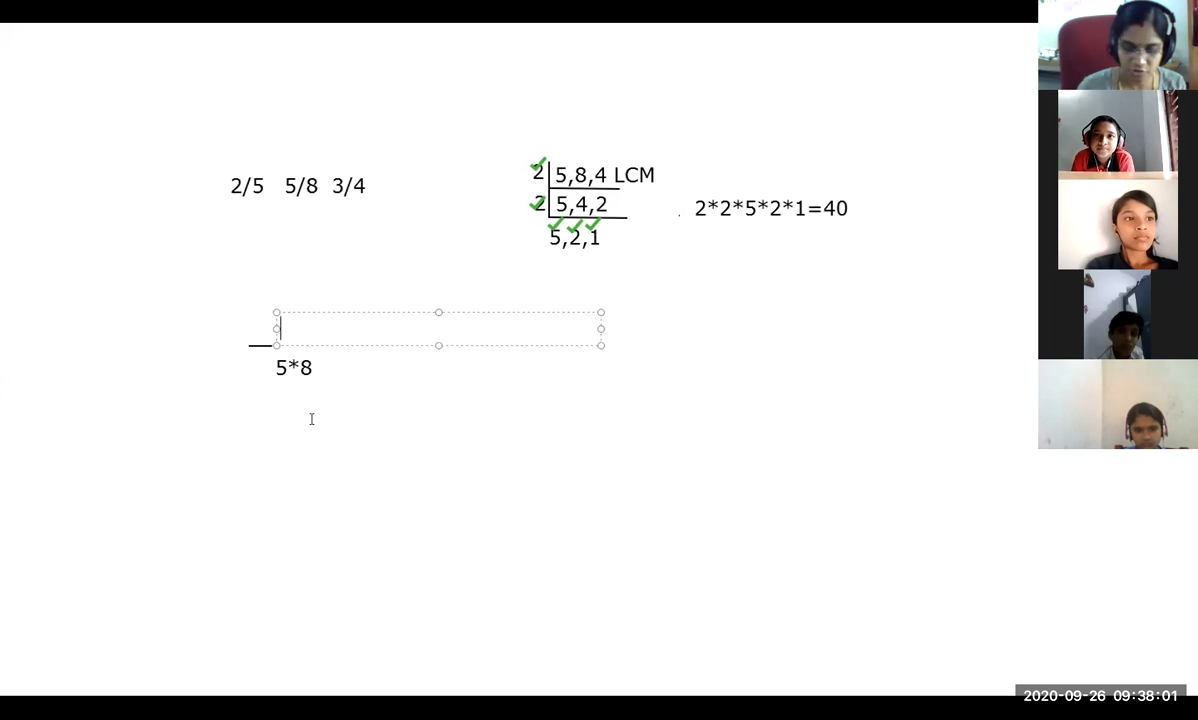 2/5 5/8 3/4
2 5,8,4 LCM
2 5,4,2
5,2,1
. 2*2*5*2*1=40
5*8
2020-09-26 09:38:01